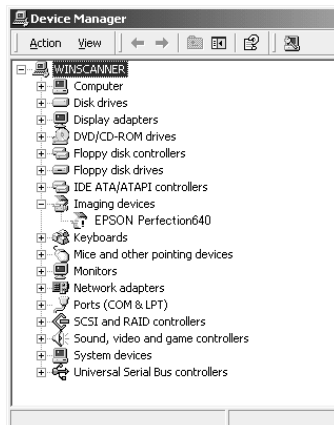 Device Manager
Action View
WINSCANNER
Computer
Disk drives
Display adapters
DVD/CD-ROM drives
Floppy disk controllers
Floppy disk drives
IDE ATA/ATAPI controllers
Imaging devices
EPSON Perfection640
Keyboards
Mice and other pointing devices
Monitors
Network adapters
Ports (COM & LPT)
SCSI and RAID controllers
Sound, video and game controllers
System devices
Universal Serial Bus controllers